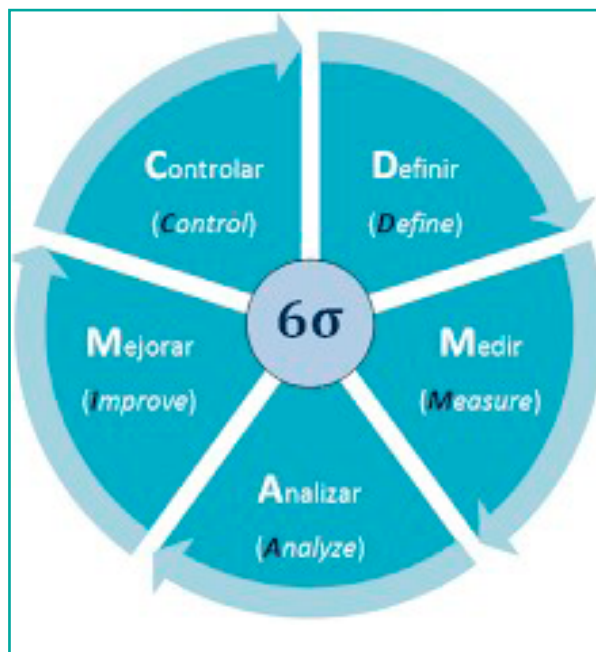 Controlar
(Control)
Definir
(Define)
6σ
Mejorar
(Improve)
Medir
(Measure)
Analizar
(Analyze)